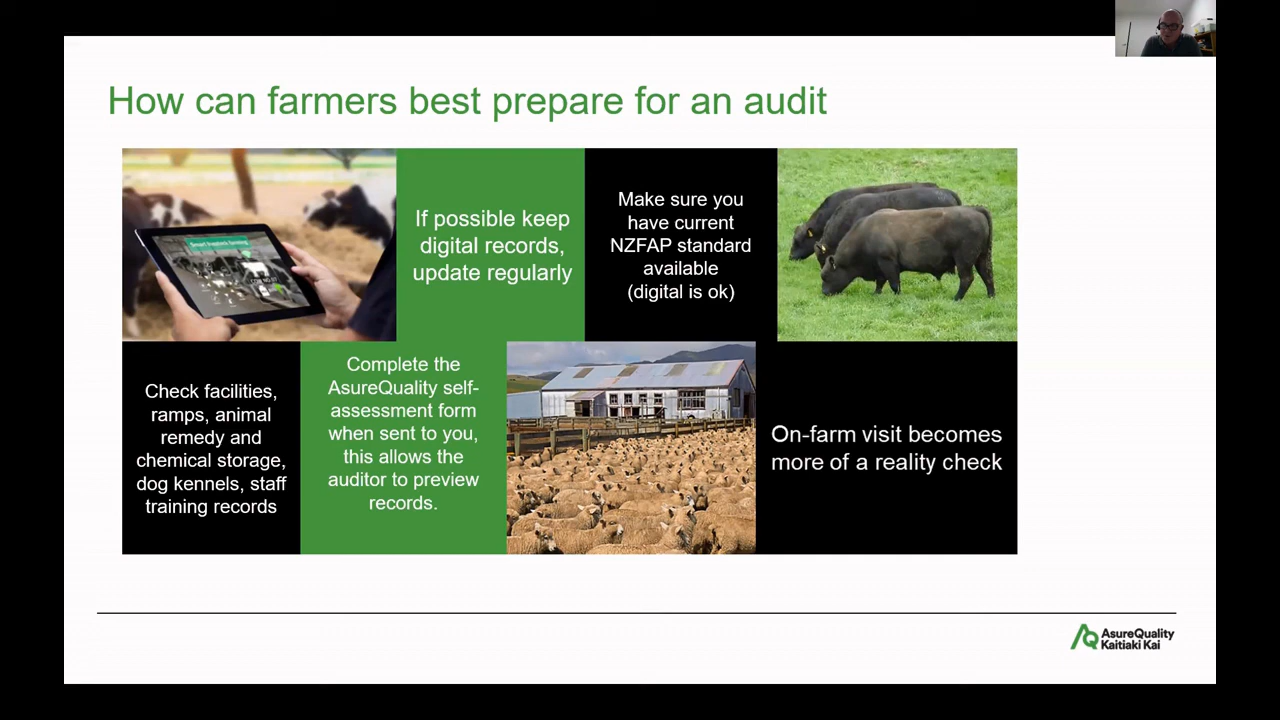 How can farmers best prepare for an audit
Smart livestock farming
If possible keep
digital records,
update regularly
Make sure you
have current
NZFAP standard
available
(digital is ok)
Check facilities,
ramps, animal
remedy and
chemical storage,
dog kennels, staff
training records
Complete the
AsureQuality self-
assessment form
when sent to you,
this allows the
auditor to preview
records.
On-farm visit becomes
more of a reality check
AsureQuality
Kaitiaki Kai